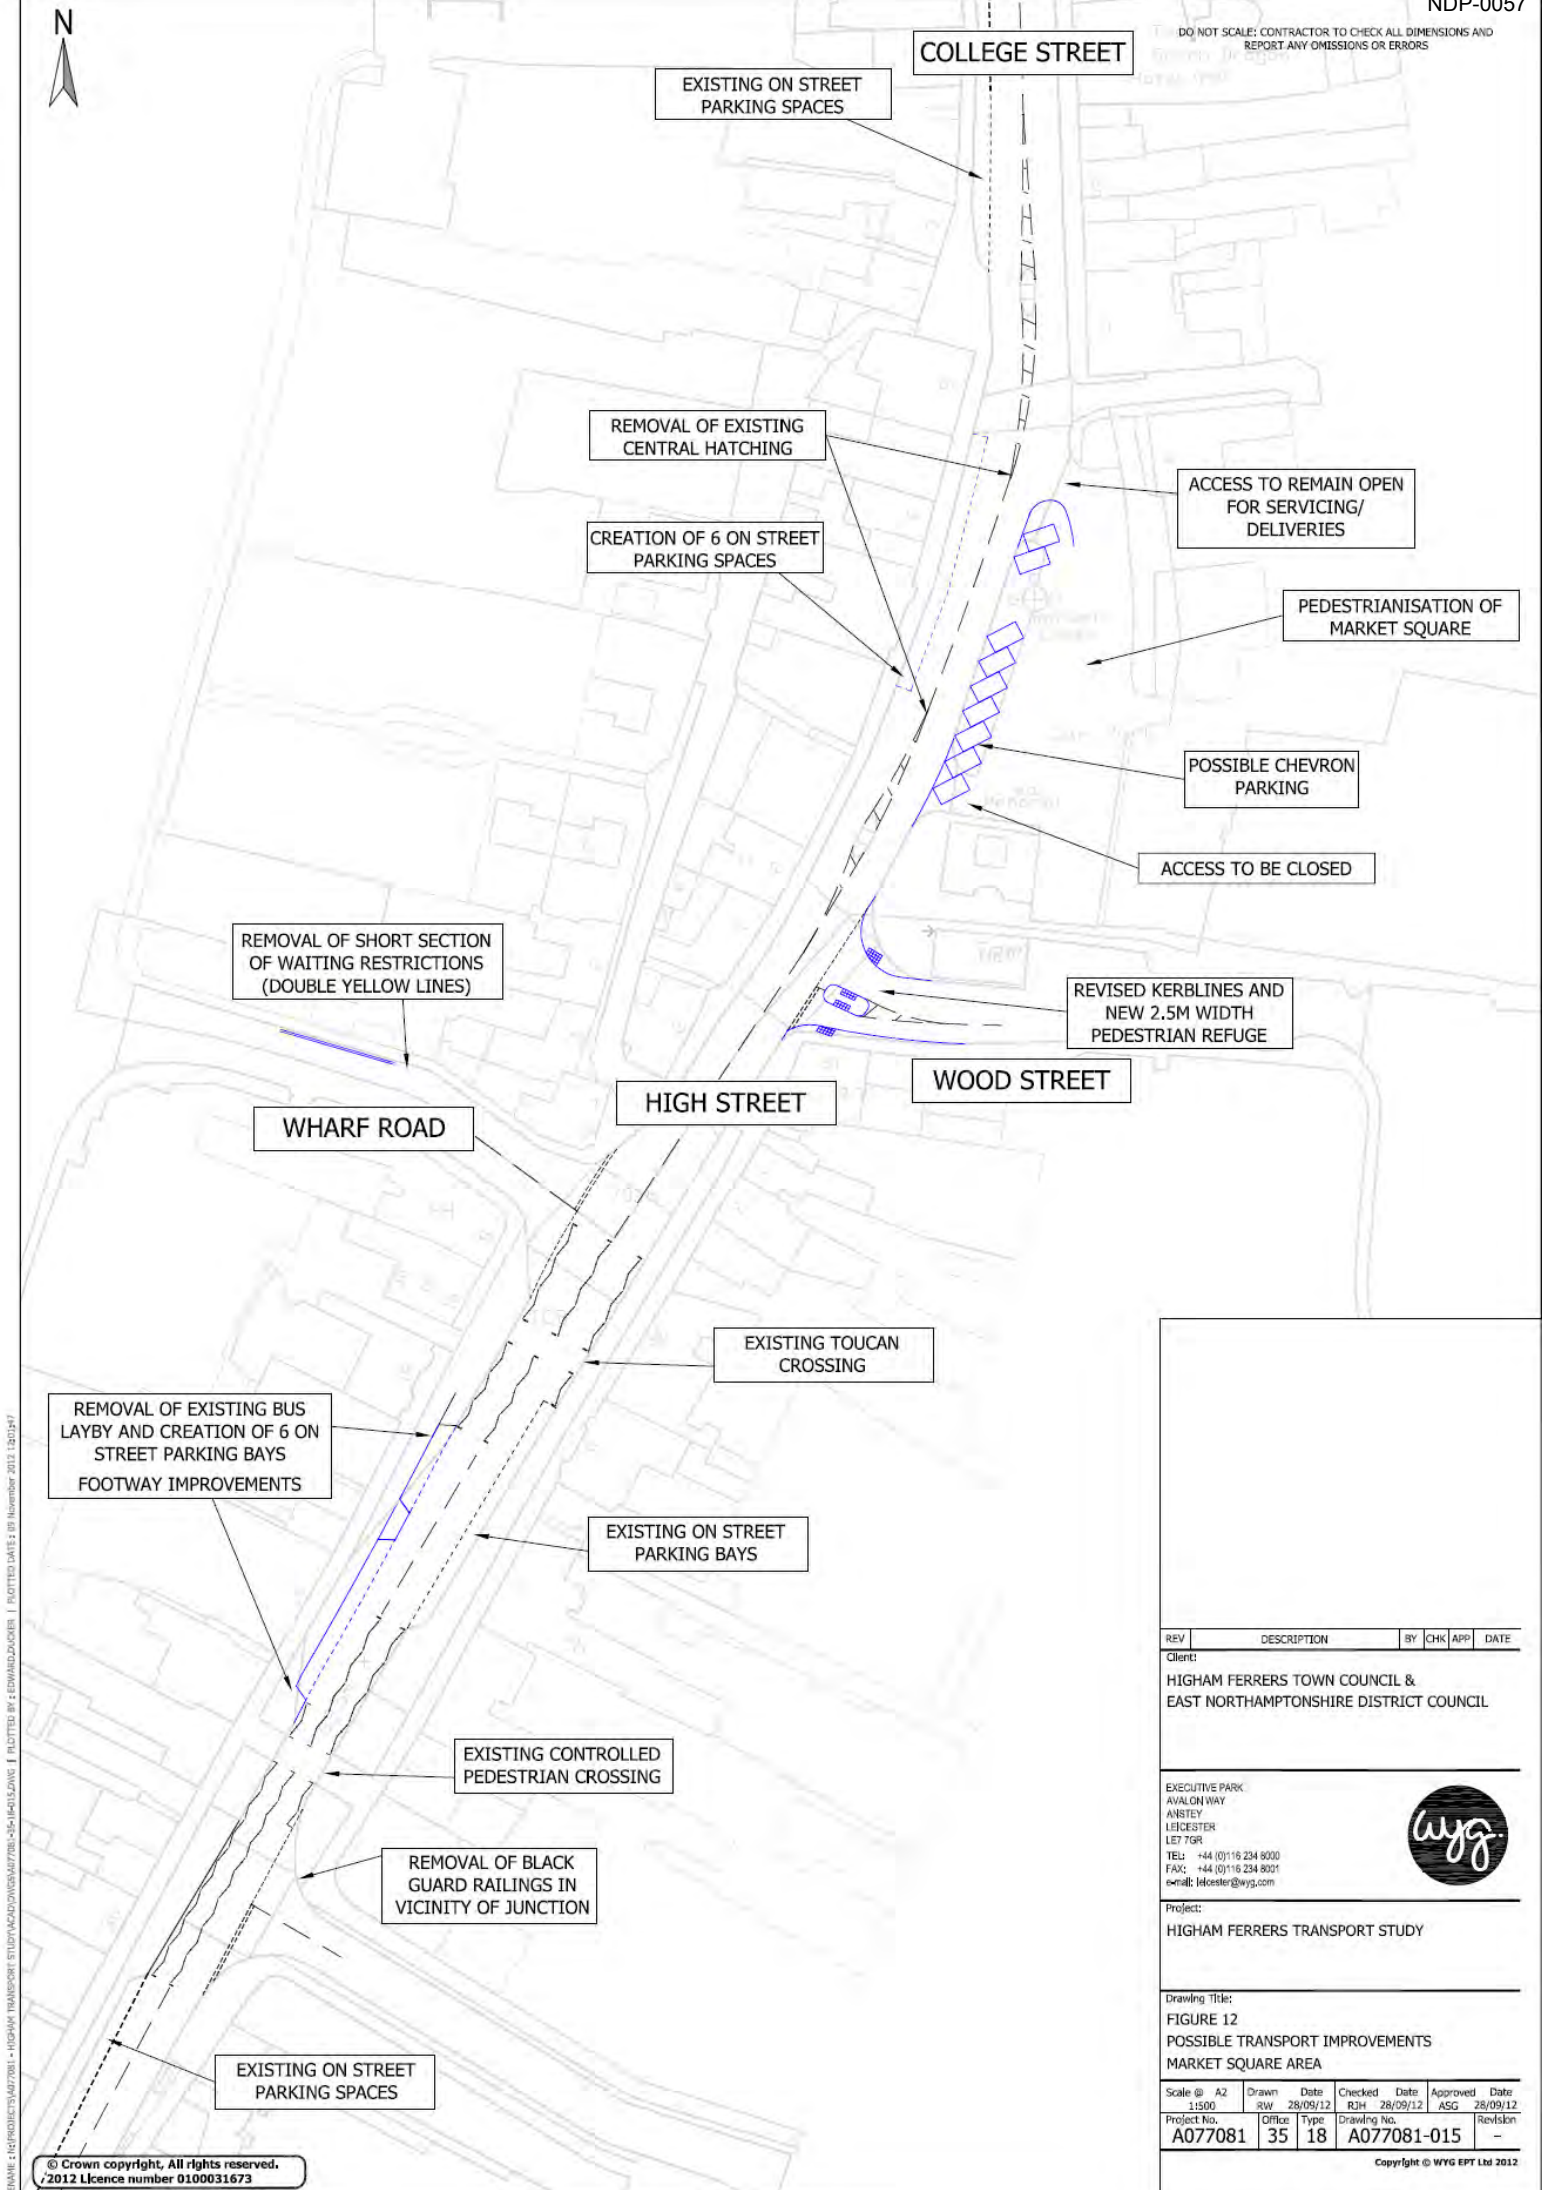 NDP-0057
N
DO NOT SCALE: CONTRACTOR TO CHECK ALL DIMENSIONS AND
REPORT ANY OMISSIONS OR ERRORS
COLLEGE STREET
EXISTING ON STREET
PARKING SPACES
REMOVAL OF EXISTING
CENTRAL HATCHING
ACCESS TO REMAIN OPEN
FOR SERVICING/
DELIVERIES
CREATION OF 6 ON STREET
PARKING SPACES
PEDESTRIANISATION OF
MARKET SQUARE
POSSIBLE CHEVRON
PARKING
ACCESS TO BE CLOSED
REMOVAL OF SHORT SECTION
OF WAITING RESTRICTIONS
(DOUBLE YELLOW LINES)
REVISED KERBLINES AND
NEW 2.5M WIDTH
PEDESTRIAN REFUGE
WOOD STREET
HIGH STREET
WHARF ROAD
EXISTING TOUCAN
CROSSING
REMOVAL OF EXISTING BUS
LAYBY AND CREATION OF 6 ON
STREET PARKING BAYS
FOOTWAY IMPROVEMENTS
EXISTING ON STREET
PARKING BAYS
EXISTING CONTROLLED
PEDESTRIAN CROSSING
REMOVAL OF BLACK
GUARD RAILINGS IN
VICINITY OF JUNCTION
EXISTING ON STREET
PARKING SPACES
© Crown copyright, All rights reserved.
2012 Licence number 0100031673
REV DESCRIPTION BY CHK APP DATE
Client:
HIGHAM FERRERS TOWN COUNCIL &
EAST NORTHAMPTONSHIRE DISTRICT COUNCIL
EXECUTIVE PARK
AVALON WAY
ANSTEY
LEICESTER
LE7 7GR
TEL: +44 (0)116 234 8000
FAX: +44 (0)116 234 8001
e-mail: leicester@wyg.com
wyg.
Project:
HIGHAM FERRERS TRANSPORT STUDY
Drawing Title:
FIGURE 12
POSSIBLE TRANSPORT IMPROVEMENTS
MARKET SQUARE AREA
Scale @ A2 Drawn Date Checked Date Approved Date
1:500 RW 28/09/12 RJH 28/09/12 ASG 28/09/12
Project No. Office Type Drawing No. Revision
A077081 35 18 A077081-015 -
Copyright © WYG EPT Ltd 2012